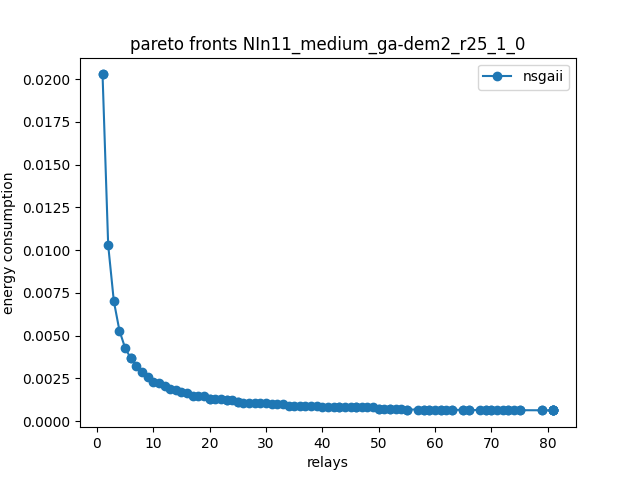 pareto fronts NIn11_medium_ga-dem2_r25_1_0
nsgaii
energy consumption
0.0200
0.0175
0.0150
0.0125
0.0100
0.0075
0.0050
0.0025
0.0000
0 10 20 30 40 50 60 70 80
relays